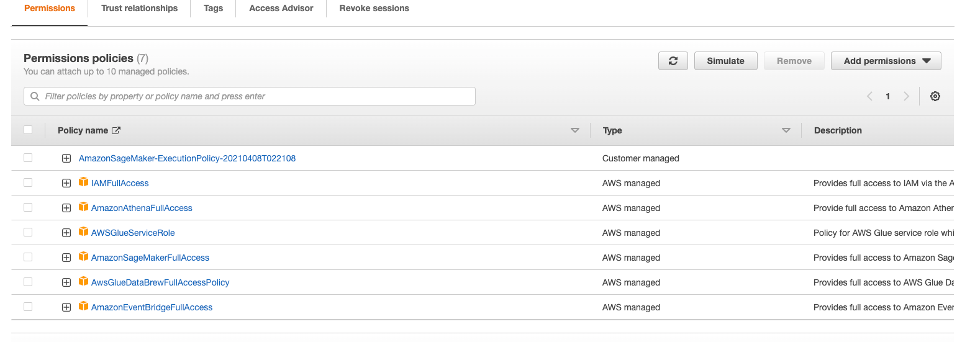 Permissions Trust relationships Tags Access Advisor Revoke sessions
Permissions policies (7)
You can attach up to 10 managed policies.
Simulate Remove Add permissions
Filter policies by property or policy name and press enter
1
Policy name Type Description
AmazonSageMaker-ExecutionPolicy-20210408T022108 Customer managed
IAMFullAccess AWS managed Provides full access to IAM via the A
AmazonAthenaFullAccess AWS managed Provide full access to Amazon Ather
AWSGlueServiceRole AWS managed Policy for AWS Glue service role whi
AmazonSageMakerFullAccess AWS managed Provides full access to Amazon Sage
AwsGlueDataBrewFullAccessPolicy AWS managed Provides full access to AWS Glue Da
AmazonEventBridgeFullAccess AWS managed Provides full access to Amazon Ever